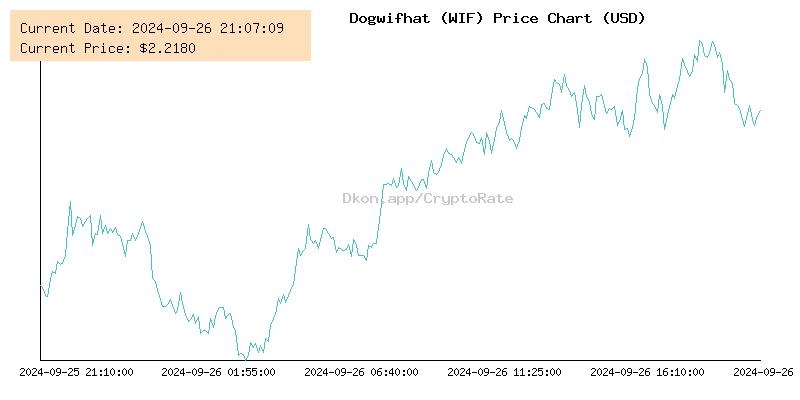 Dogwifhat (WIF) Price Chart (USD)
Current Date: 2024-09-26 21:07:09
Current Price: $2.2180
Dkon.app/CryptoRate
2024-09-25 21:10:00 2024-09-26 01:55:00 2024-09-26 06:40:00 2024-09-26 11:25:00 2024-09-26 16:10:00 2024-09-26